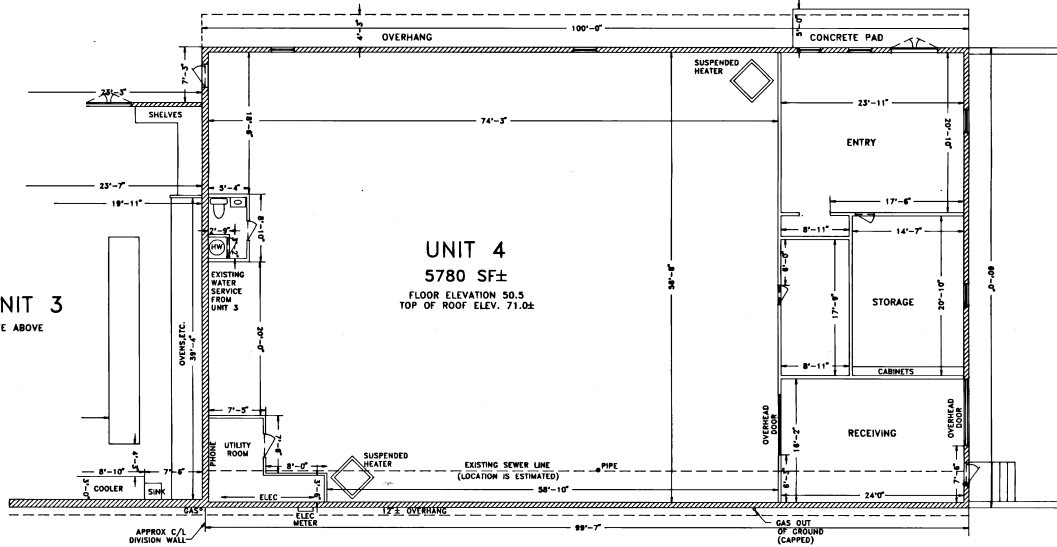 5'-0"
100'-0"
4'-3"
OVERHANG
CONCRETE PAD
7'-3"
23'-3"
SUSPENDED
HEATER
SHELVES
18'-6"
74'-3"
23'-11"
20'-10"
ENTRY
23'-7"
5'-4"
19'-11"
17'-6"
8'-10"
2'-9"
HW
8'-11"
14'-7"
UNIT 4
5780 SF±
FLOOR ELEVATION 50.5
TOP OF ROOF ELEV. 71.0±
58'-8"
6'-0"
60'-0"
EXISTING
WATER
SERVICE
FROM
UNIT 3
NIT 3
E ABOVE
OVENS,ETC.
39'-4"
20'-0"
17'-9"
STORAGE
20'-10"
8'-11"
CABINETS
7'-5"
OVERHEAD
DOOR
16'-2"
RECEIVING
OVERHEAD
DOOR
PHONE
UTILITY
ROOM
7'-8"
SUSPENDED
HEATER
EXISTING SEWER LINE
(LOCATION IS ESTIMATED)
PIPE
4'-3"
8'-10"
7'-6"
8'-0"
3'-6"
58'-10"
6'-3"
24'0"
7'-6"
COOLER
3'-0"
SINK
ELEC
GAS
ELEC
METER
12"± OVERHANG
99'-7"
APPROX C/L
DIVISION WALL
GAS OUT
OF GROUND
(CAPPED)